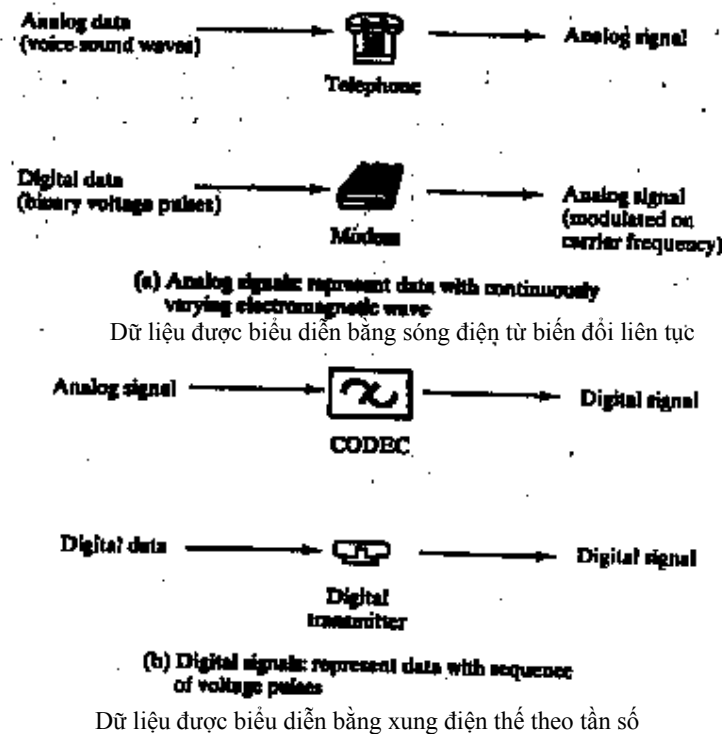 Analog data
(voice sound waves)
Analog signal
Telephone
Digital data
(binary voltage pulses)
Analog signal
(modulated on
carrier frequency)
Modem
(a) Analog signals: represent data with continuously
varying electromagnetic wave
Dữ liệu được biểu diễn bằng sóng điện từ biến đổi liên tục
Analog signal
Digital signal
CODEC
Digital data
Digital signal
Digital
transmitter
(b) Digital signals: represent data with sequence
of voltage pulses
Dữ liệu được biểu diễn bằng xung điện thế theo tần số